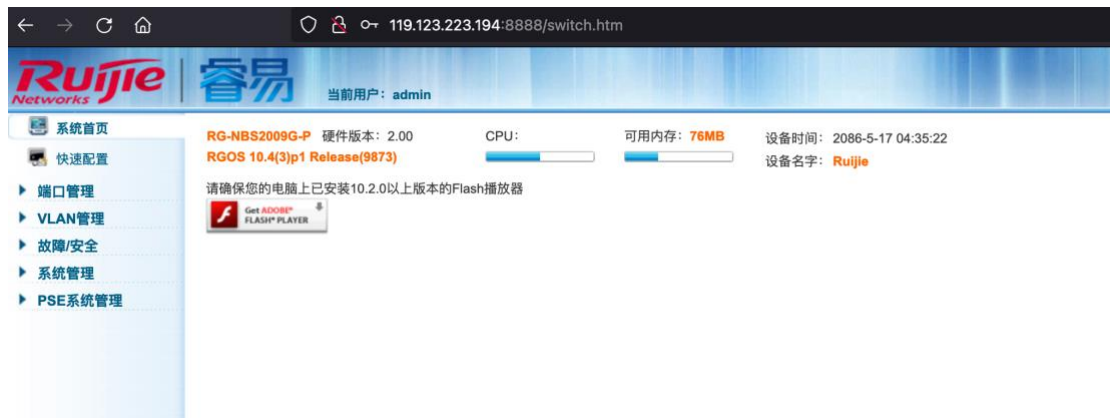 119.123.223.194:8888/switch.htm
Ruijie Networks 睿易 当前用户：admin
系统首页
快速配置
端口管理
VLAN管理
故障/安全
系统管理
PSE系统管理
RG-NBS2009G-P 硬件版本：2.00 CPU： 可用内存：76MB 设备时间：2086-5-17 04:35:22
RGOS 10.4(3)p1 Release(9873) 设备名字：Ruijie
请确保您的电脑上已安装10.2.0以上版本的Flash播放器
Get ADOBE®
FLASH® PLAYER